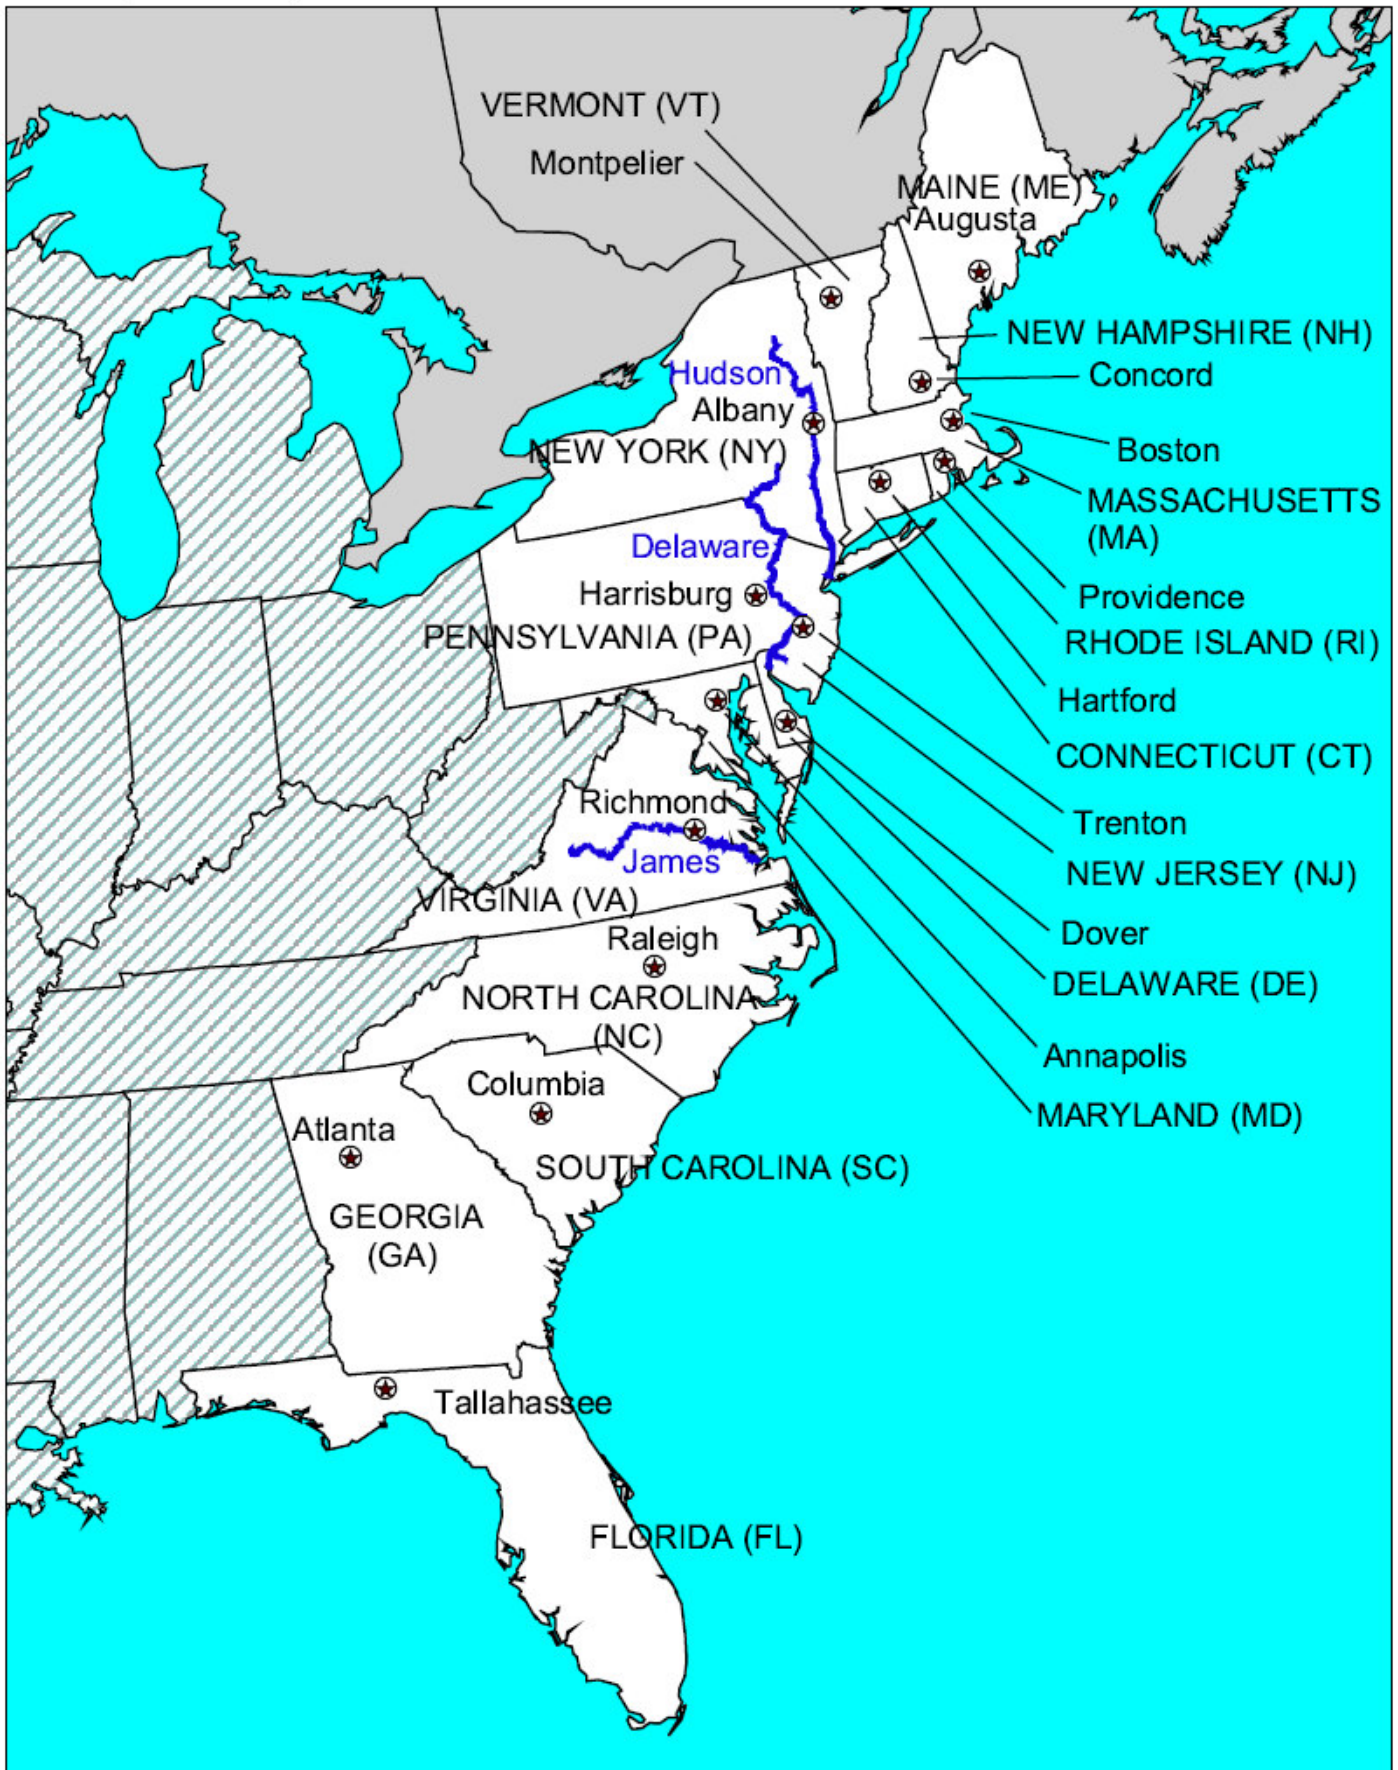 VERMONT (VT)
Montpelier
MAINE (ME)
Augusta
NEW HAMPSHIRE (NH)
Concord
Hudson
Albany
NEW YORK (NY)
Boston
MASSACHUSETTS
(MA)
Delaware
Harrisburg
PENNSYLVANIA (PA)
Providence
RHODE ISLAND (RI)
Hartford
CONNECTICUT (CT)
Richmond
James
VIRGINIA (VA)
Trenton
NEW JERSEY (NJ)
Dover
DELAWARE (DE)
Raleigh
NORTH CAROLINA
(NC)
Annapolis
MARYLAND (MD)
Columbia
SOUTH CAROLINA (SC)
Atlanta
GEORGIA
(GA)
Tallahassee
FLORIDA (FL)